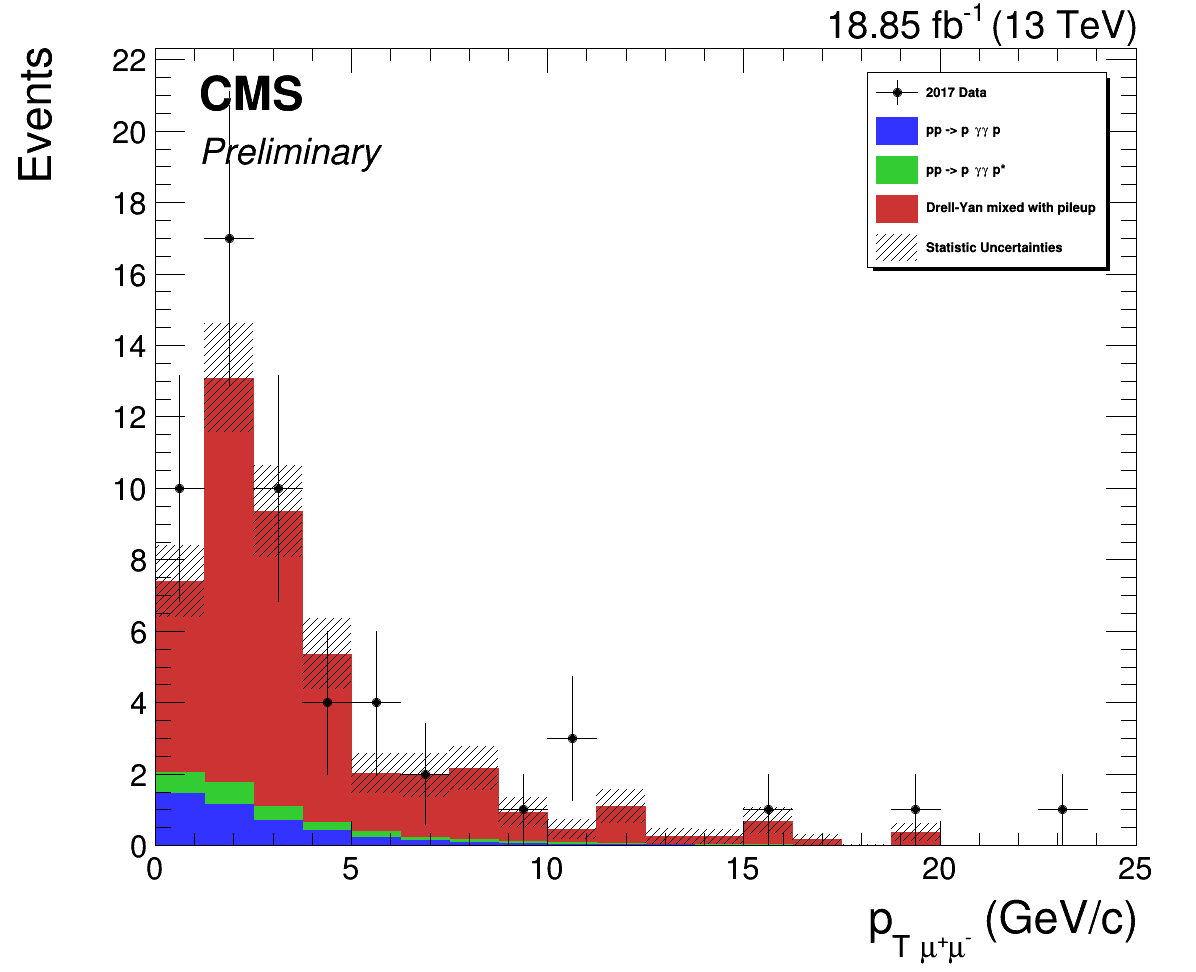 18.85 fb⁻¹ (13 TeV)
Events
CMS
Preliminary
2017 Data
pp -> p γγ p
pp -> p γγ p*
Drell-Yan mixed with pileup
Statistic Uncertainties
22
20
18
16
14
12
10
8
6
4
2
0
0 5 10 15 20 25
p_T μ⁺μ⁻ (GeV/c)